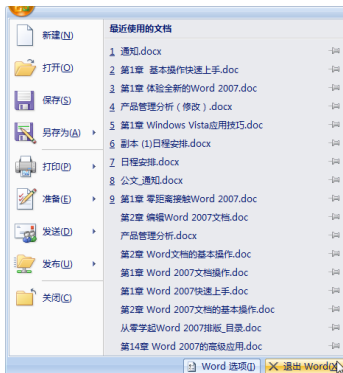 新建(N)
打开(O)
保存(S)
另存为(A)
打印(P)
准备(E)
发送(D)
发布(U)
关闭(C)
最近使用的文档
1 通知.docx
2 第1章  基本操作快速上手.doc
3 第1章 体验全新的Word 2007.doc
4 产品管理分析（修改）.docx
5 第1章 Windows Vista应用技巧.doc
6 副本 (1)日程安排.docx
7 日程安排.docx
8 公文_通知.docx
9 第1章 零距离接触Word 2007.doc
第2章 编辑Word 2007文档.doc
产品管理分析.docx
第2章 Word文档的基本操作.doc
第1章 Word 2007文档操作.doc
第1章 Word 2007快速上手.doc
第2章 Word 2007文档的基本操作.doc
从零学起Word 2007排版_目录.doc
第14章 Word 2007的高级应用.doc
Word 选项(I)
退出 Word(X